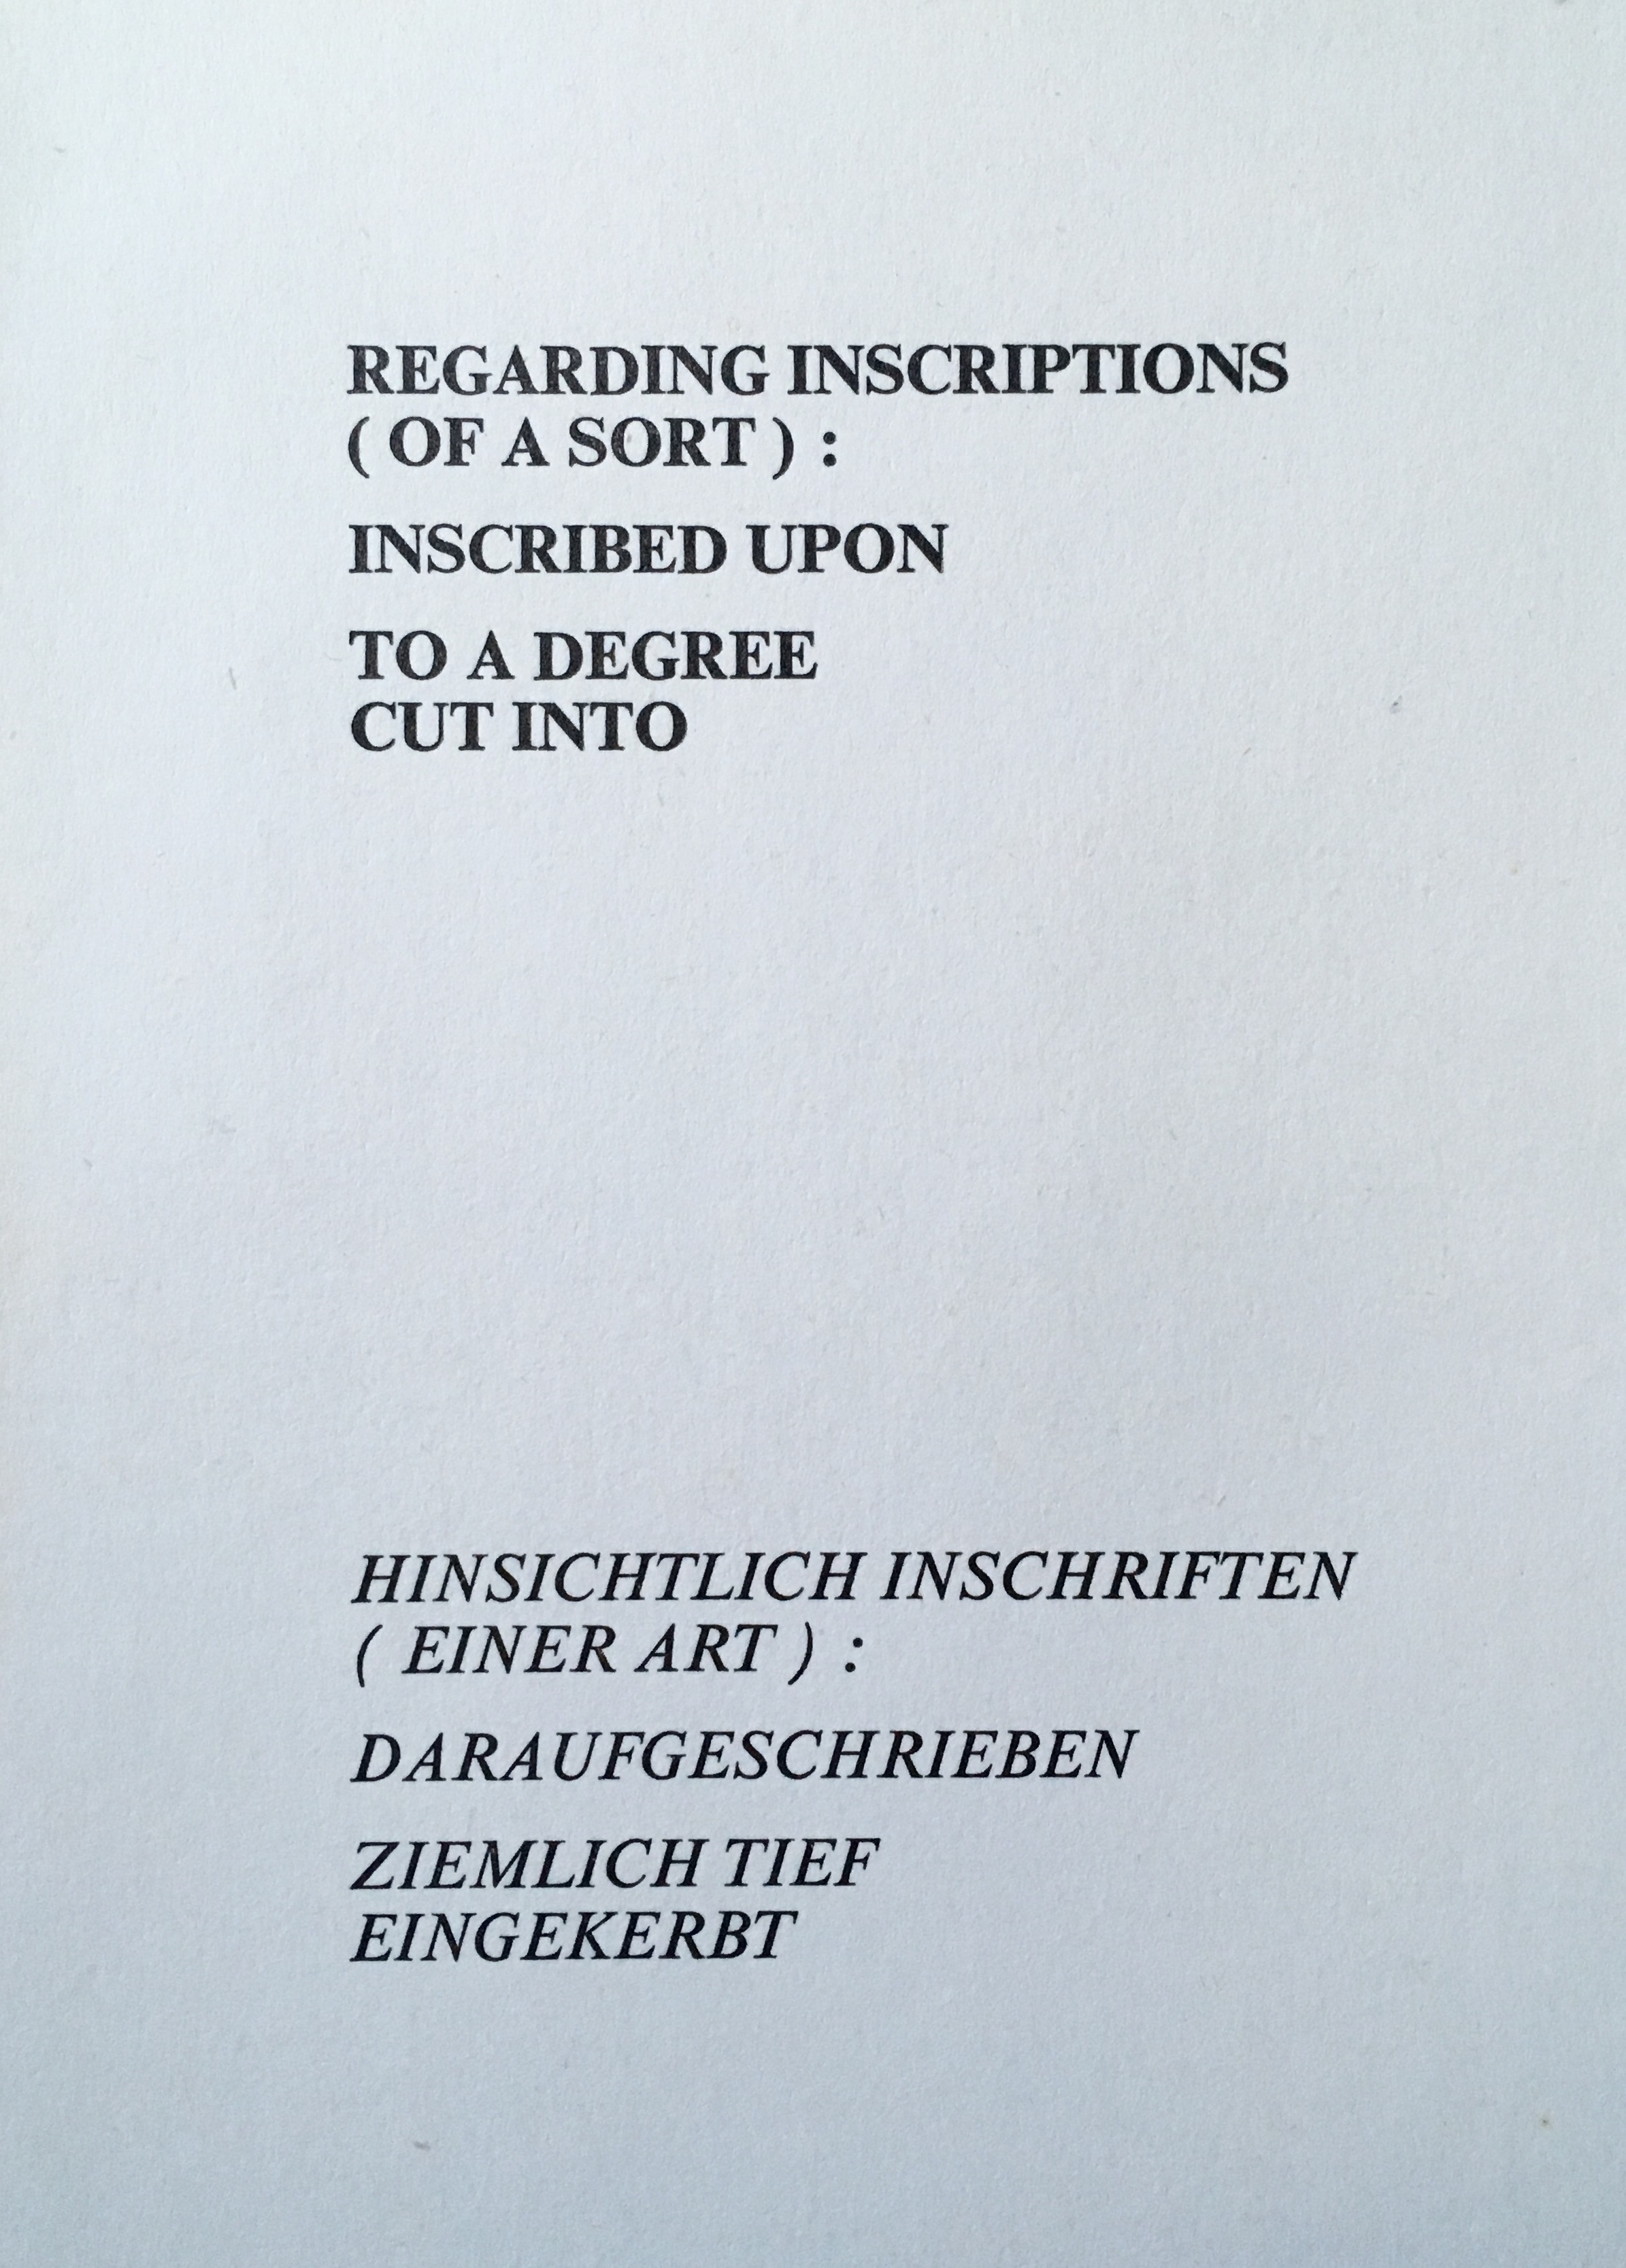 REGARDING INSCRIPTIONS
( OF A SORT ) :
INSCRIBED UPON
TO A DEGREE
CUT INTO
HINSICHTLICH INSCHRIFTEN
( EINER ART ) :
DARAUFGESCHRIEBEN
ZIEMLICH TIEF
EINGEKERBT